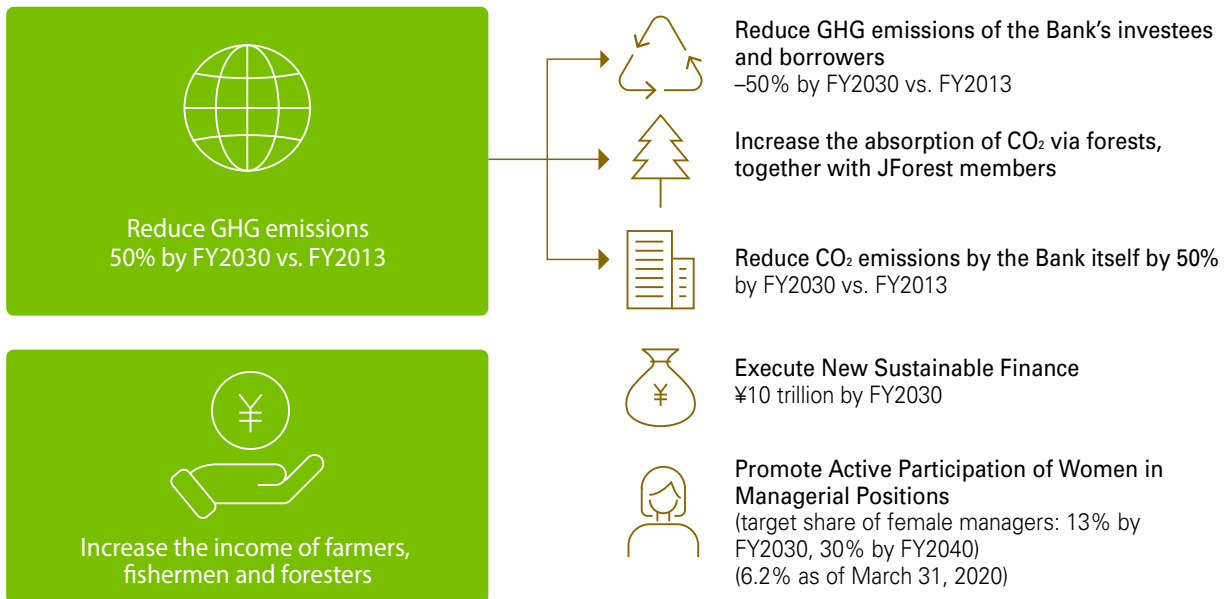 Reduce GHG emissions
50% by FY2030 vs. FY2013
Reduce GHG emissions of the Bank's investees
and borrowers
–50% by FY2030 vs. FY2013
Increase the absorption of CO₂ via forests,
together with JForest members
Reduce CO₂ emissions by the Bank itself by 50%
by FY2030 vs. FY2013
¥
Increase the income of farmers,
fishermen and foresters
¥
Execute New Sustainable Finance
¥10 trillion by FY2030
Promote Active Participation of Women in
Managerial Positions
(target share of female managers: 13% by
FY2030, 30% by FY2040)
(6.2% as of March 31, 2020)